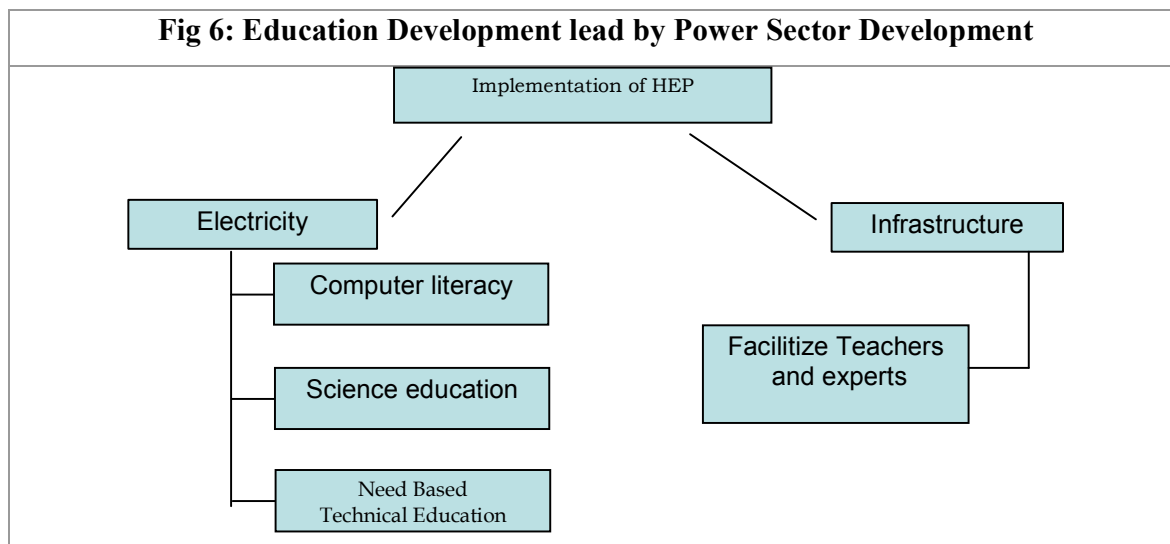 Fig 6: Education Development lead by Power Sector Development
Implementation of HEP
Electricity
Infrastructure
Computer literacy
Facilitize Teachers
and experts
Science education
Need Based
Technical Education